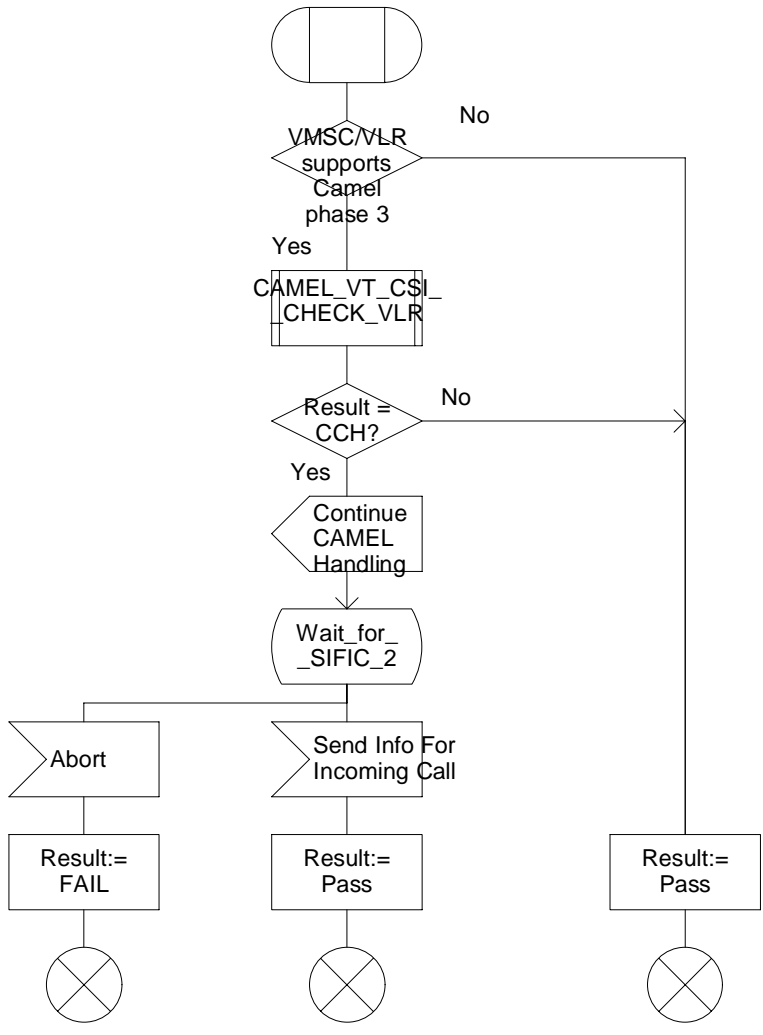 No
VMSC/VLR
supports
Camel
phase 3
Yes
CAMEL_VT_CSI_
_CHECK_VLR
Result =
CCH?
No
Yes
Continue
CAMEL
Handling
Wait_for_
_SIFIC_2
Abort
Send Info For
Incoming Call
Result:=
FAIL
Result:=
Pass
Result:=
Pass